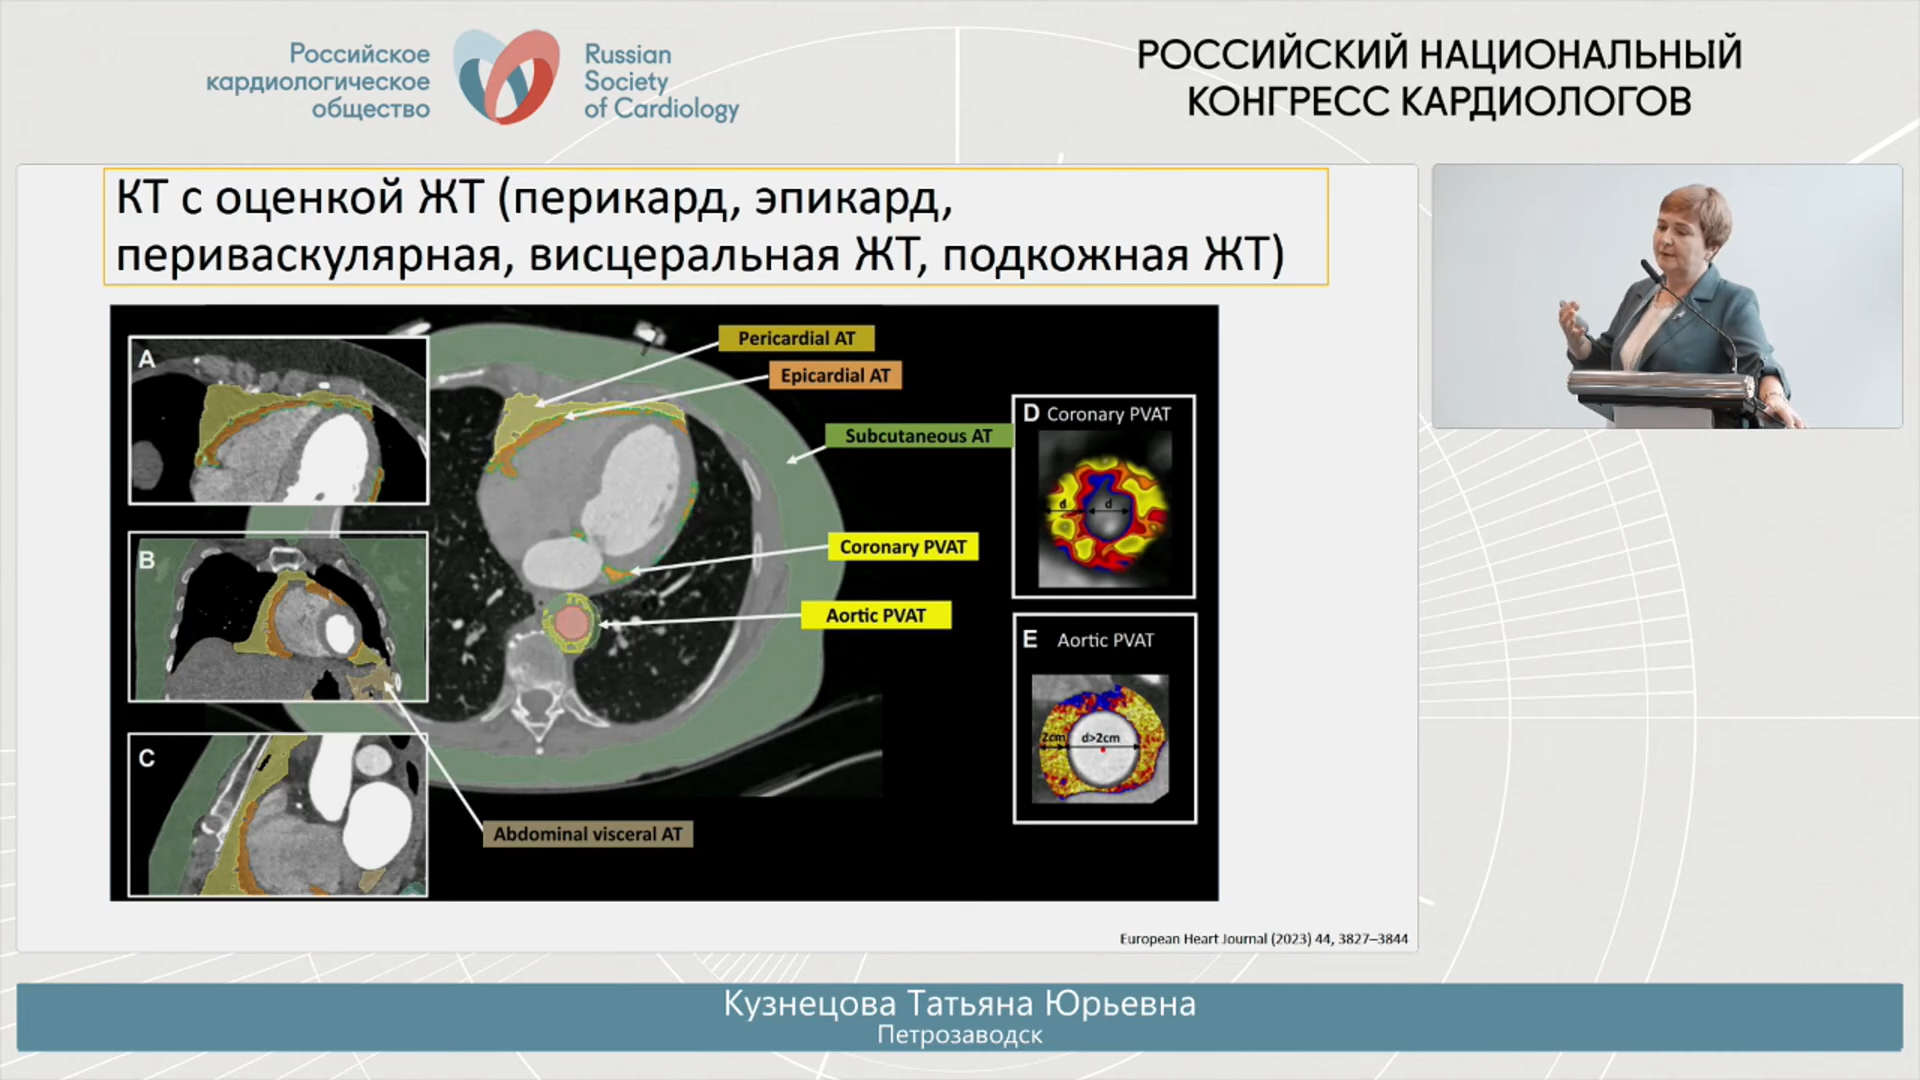 Российское
кардиологическое
общество
Russian
Society
of Cardiology
РОССИЙСКИЙ НАЦИОНАЛЬНЫЙ
КОНГРЕСС КАРДИОЛОГОВ
КТ с оценкой ЖТ (перикард, эпикард,
периваскулярная, висцеральная ЖТ, подкожная ЖТ)
A
B
C
Pericardial AT
Epicardial AT
Subcutaneous AT
Coronary PVAT
Aortic PVAT
Abdominal visceral AT
D Coronary PVAT
d
d
E Aortic PVAT
2cm
d>2cm
European Heart Journal (2023) 44, 3827–3844
Кузнецова Татьяна Юрьевна
Петрозаводск